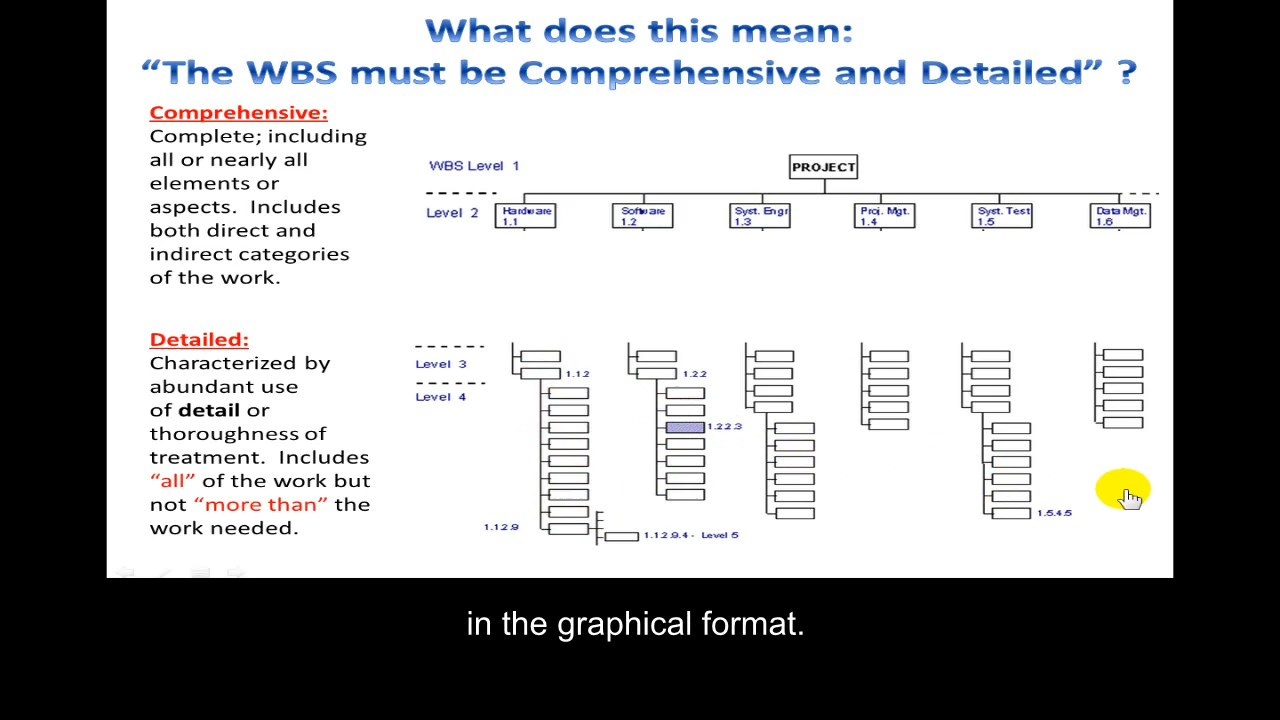 What does this mean:
“The WBS must be Comprehensive and Detailed” ?
Comprehensive:
Complete; including
all or nearly all
elements or
aspects. Includes
both direct and
indirect categories
of the work.
Detailed:
Characterized by
abundant use
of detail or
thoroughness of
treatment. Includes
“all” of the work but
not “more than” the
work needed.
WBS Level 1
PROJECT
Level 2
Hardware
1.1
Software
1.2
Syst. Engr
1.3
Proj. Mgt.
1.4
Syst. Test
1.5
Data Mgt.
1.6
Level 3
1.1.2
1.2.2
Level 4
1.2.2.3
1.1.2.9
1.1.2.9.4 - Level 5
1.5.4.5
in the graphical format.